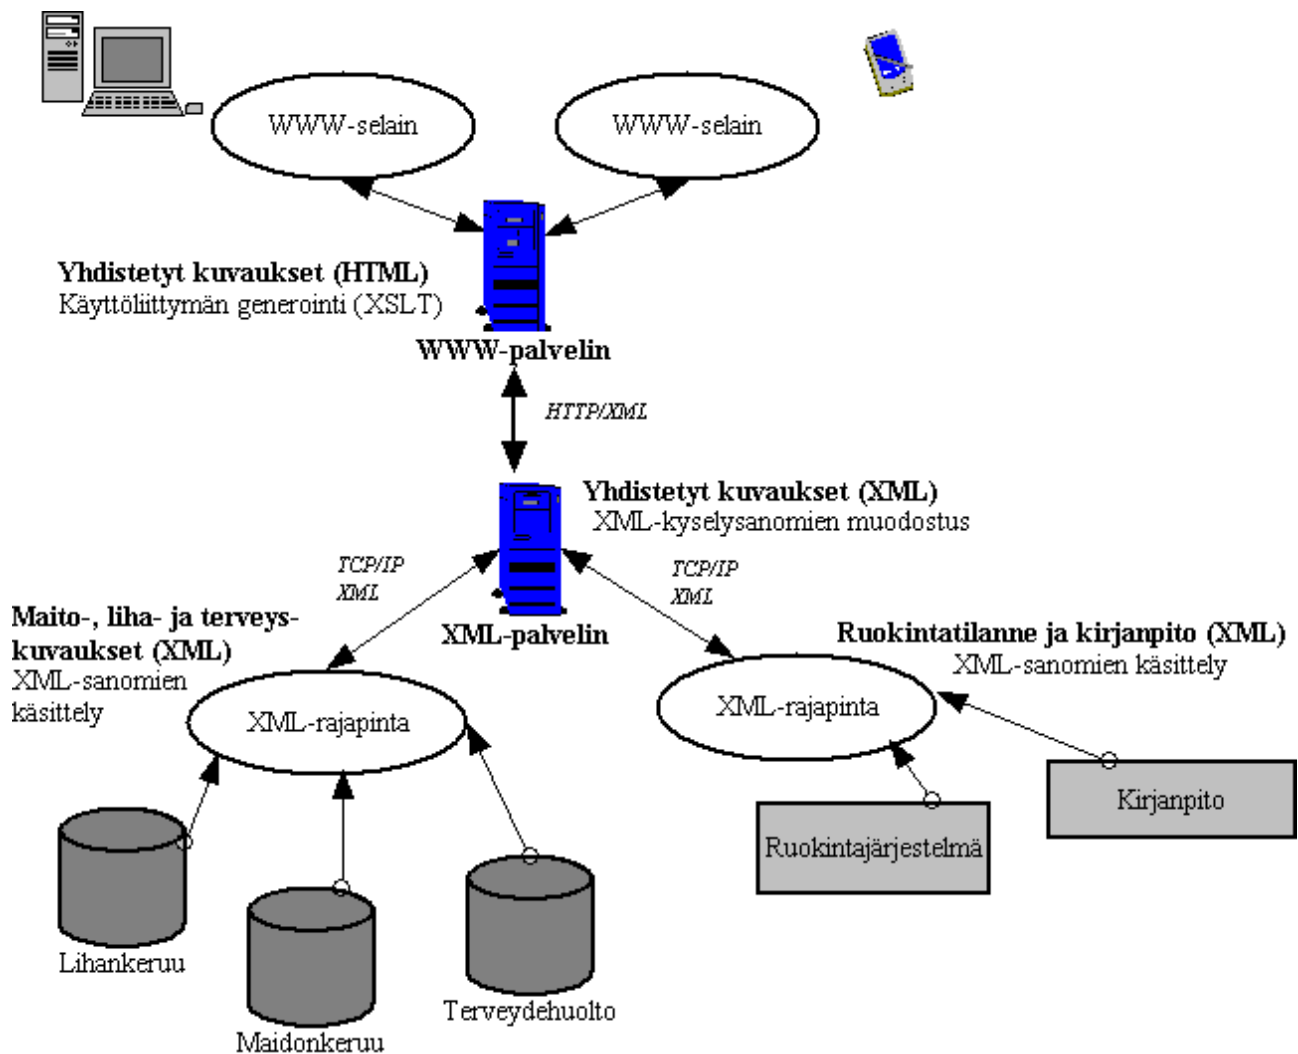 WWW-selain
WWW-selain
Yhdistetyt kuvaukset (HTML)
Käyttöliittymän generointi (XSLT)
WWW-palvelin
HTTP/XML
Yhdistetyt kuvaukset (XML)
XML-kyselysanomien muodostus
TCP/IP
XML
TCP/IP
XML
XML-palvelin
Maito-, liha- ja terveys-
kuvaukset (XML)
XML-sanomien
käsittely
Ruokintatilanne ja kirjanpito (XML)
XML-sanomien käsittely
XML-rajapinta
XML-rajapinta
Kirjanpito
Ruokintajärjestelmä
Lihankeruu
Terveydehuolto
Maidonkeruu